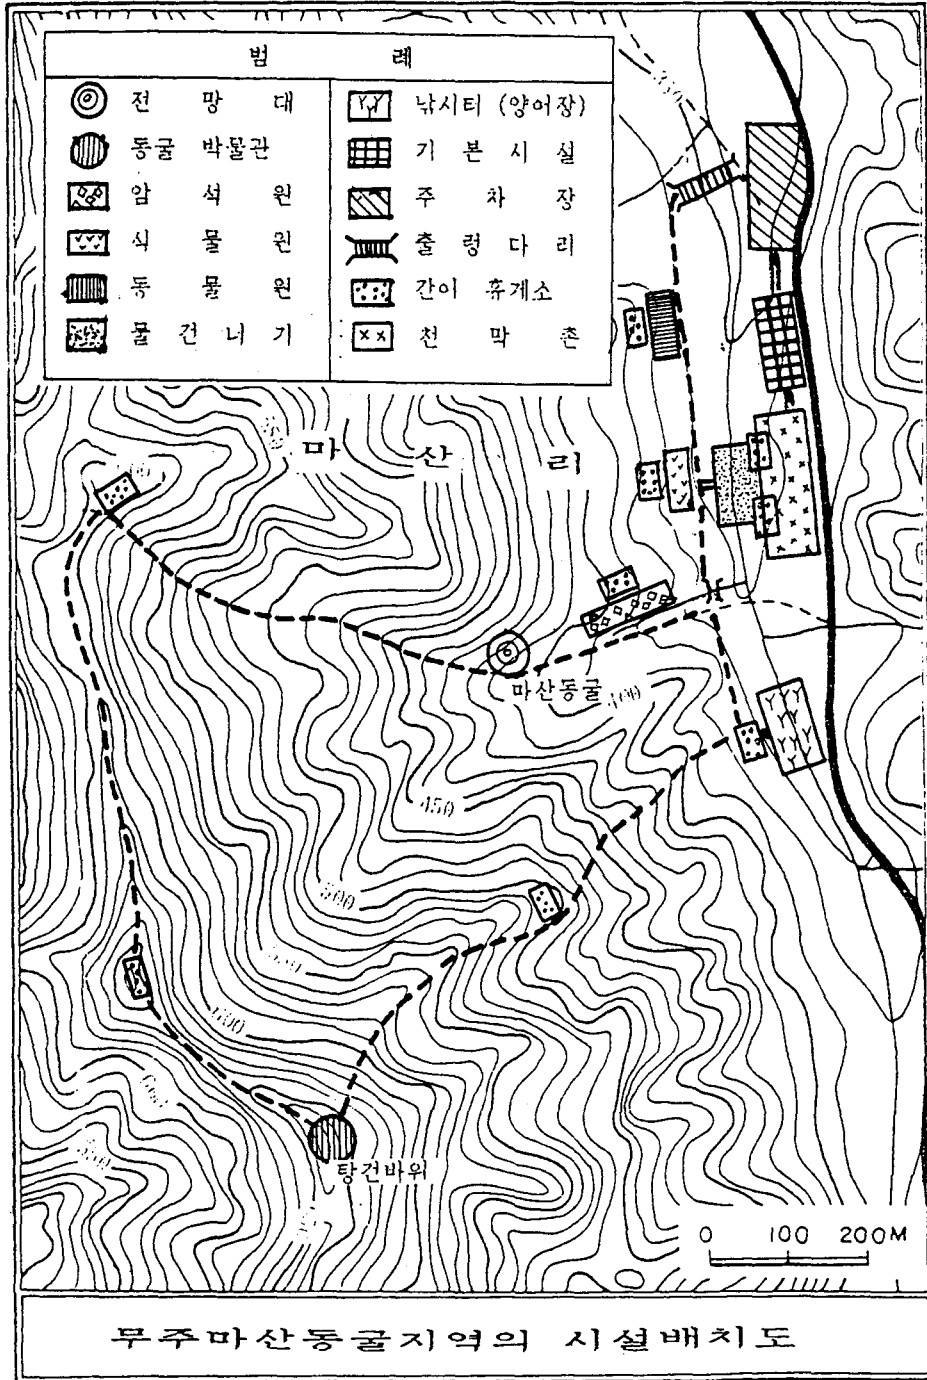 범 례
전 망 대
동굴 박물관
암 석 원
식 물 원
동 물 원
물 건 너 기
낚시터 (양어장)
기 본 시 설
주 차 장
출 렁 다 리
간이 휴게소
천 막 촌
마 산 리
마산동굴
400
450
500
600
탕건바위
0 100 200M
무주마산동굴지역의 시설배치도